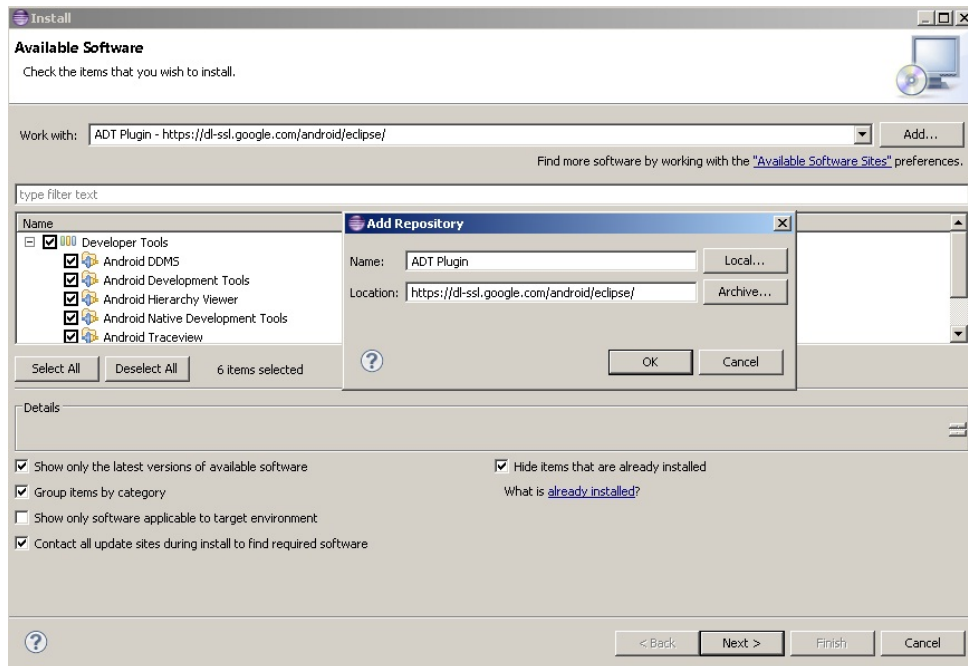 Install
Available Software
Check the items that you wish to install.
Work with: ADT Plugin - https://dl-ssl.google.com/android/eclipse/ Add...
Find more software by working with the "Available Software Sites" preferences.
type filter text
Name
Developer Tools
Android DDMS
Android Development Tools
Android Hierarchy Viewer
Android Native Development Tools
Android Traceview
Add Repository
Name: ADT Plugin Local...
Location: https://dl-ssl.google.com/android/eclipse/ Archive...
? OK Cancel
Select All Deselect All 6 items selected
Details
Show only the latest versions of available software Hide items that are already installed
Group items by category What is already installed?
Show only software applicable to target environment
Contact all update sites during install to find required software
? < Back Next > Finish Cancel